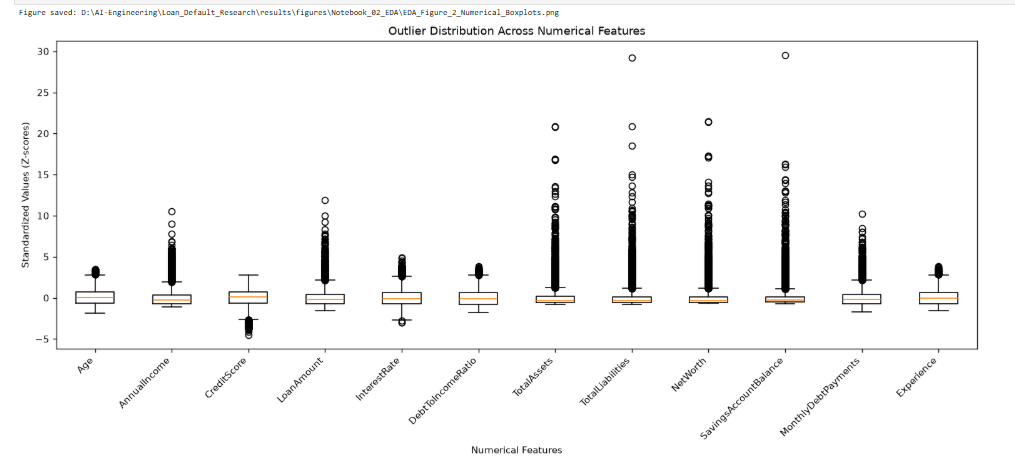 Figure saved: D:\AI-Engineering\Loan_Default_Research\results\figures\Notebook_02_EDA\EDA_Figure_2_Numerical_Boxplots.png
Outlier Distribution Across Numerical Features
Standardized Values (Z-scores)
30
25
20
15
10
5
0
−5
Age
AnnualIncome
CreditScore
LoanAmount
InterestRate
DebtToIncomeRatio
TotalAssets
TotalLiabilities
NetWorth
SavingsAccountBalance
MonthlyDebtPayments
Experience
Numerical Features